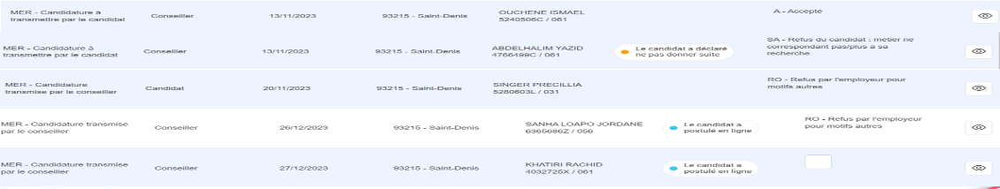 MER - Candidature à
transmettre par le candidat
Conseiller
13/11/2023
93215 - Saint-Denis
OUCHENE ISMAEL
5240506C / 061
A - Accepté
MER - Candidature à
transmettre par le candidat
Conseiller
13/11/2023
93215 - Saint-Denis
ABDELHALIM YAZID
4766499C / 061
Le candidat a déclaré
ne pas donner suite
SA - Refus du candidat : métier ne
correspondant pas/plus à sa
recherche
MER - Candidature
transmise par le conseiller
Candidat
20/11/2023
93215 - Saint-Denis
SINGER PRECILLIA
5280603L / 031
RO - Refus par l'employeur pour
motifs autres
MER - Candidature transmise
par le conseiller
Conseiller
26/12/2023
93215 - Saint-Denis
SANHA LOAPO JORDANE
6365686Z / 056
Le candidat a
postulé en ligne
RO - Refus par l'employeur
pour motifs autres
MER - Candidature transmise
par le conseiller
Conseiller
27/12/2023
93215 - Saint-Denis
KHATIRI RACHID
4032725X / 061
Le candidat a
postulé en ligne